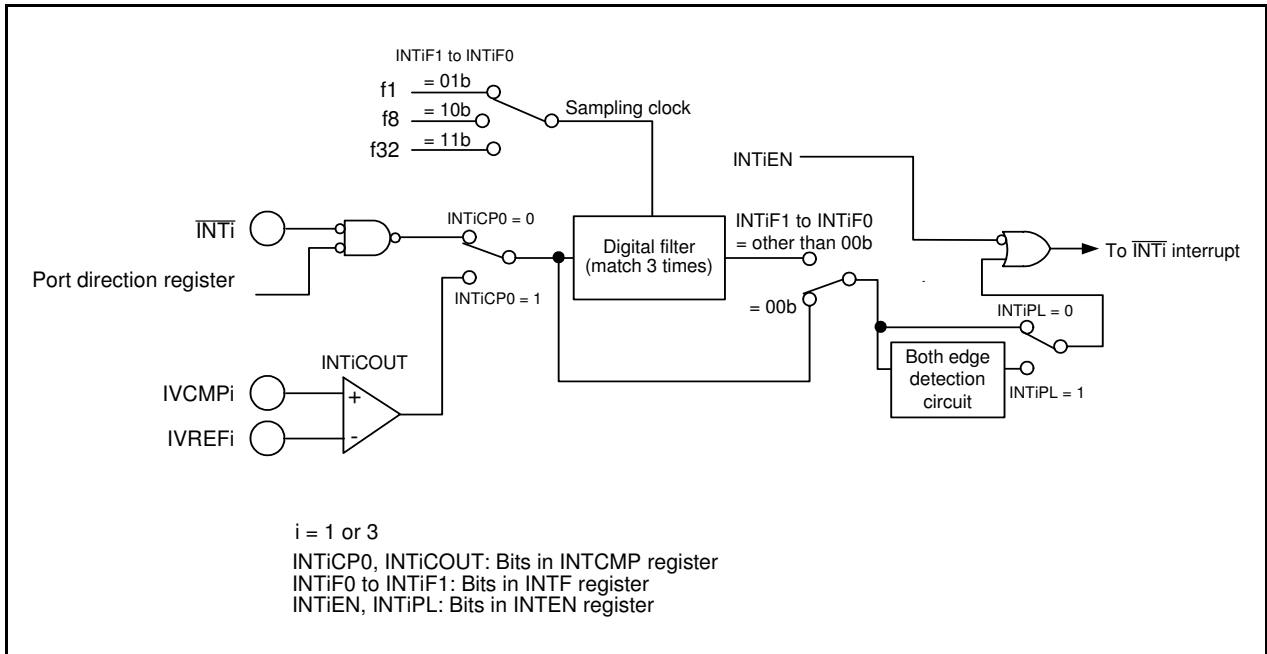 INTiF1 to INTiF0
f1 = 01b
f8 = 10b
f32 = 11b
Sampling clock
INTiEN
INTi
Port direction register
INTiCP0 = 0
INTiCP0 = 1
Digital filter
(match 3 times)
INTiF1 to INTiF0
= other than 00b
= 00b
To INTi interrupt
INTiPL = 0
INTiPL = 1
Both edge
detection
circuit
INTiCOUT
IVCMPi
+
IVREFi
-
i = 1 or 3
INTiCP0, INTiCOUT: Bits in INTCMP register
INTiF0 to INTiF1: Bits in INTF register
INTiEN, INTiPL: Bits in INTEN register